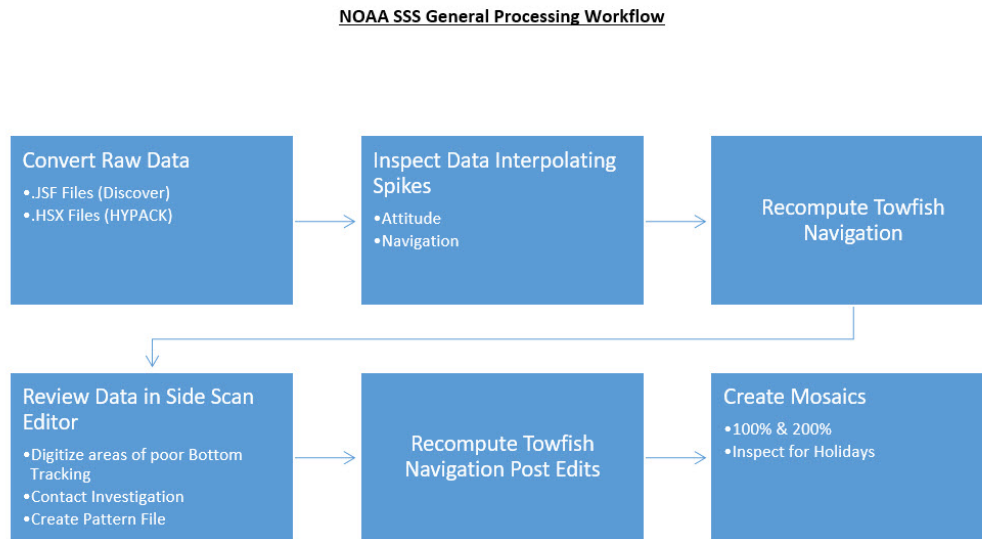 NOAA SSS General Processing Workflow
Convert Raw Data
•.JSF Files (Discover)
•.HSX Files (HYPACK)
Inspect Data Interpolating
Spikes
•Attitude
•Navigation
Recompute Towfish
Navigation
Review Data in Side Scan
Editor
•Digitize areas of poor Bottom
Tracking
•Contact Investigation
•Create Pattern File
Recompute Towfish
Navigation Post Edits
Create Mosaics
•100% & 200%
•Inspect for Holidays